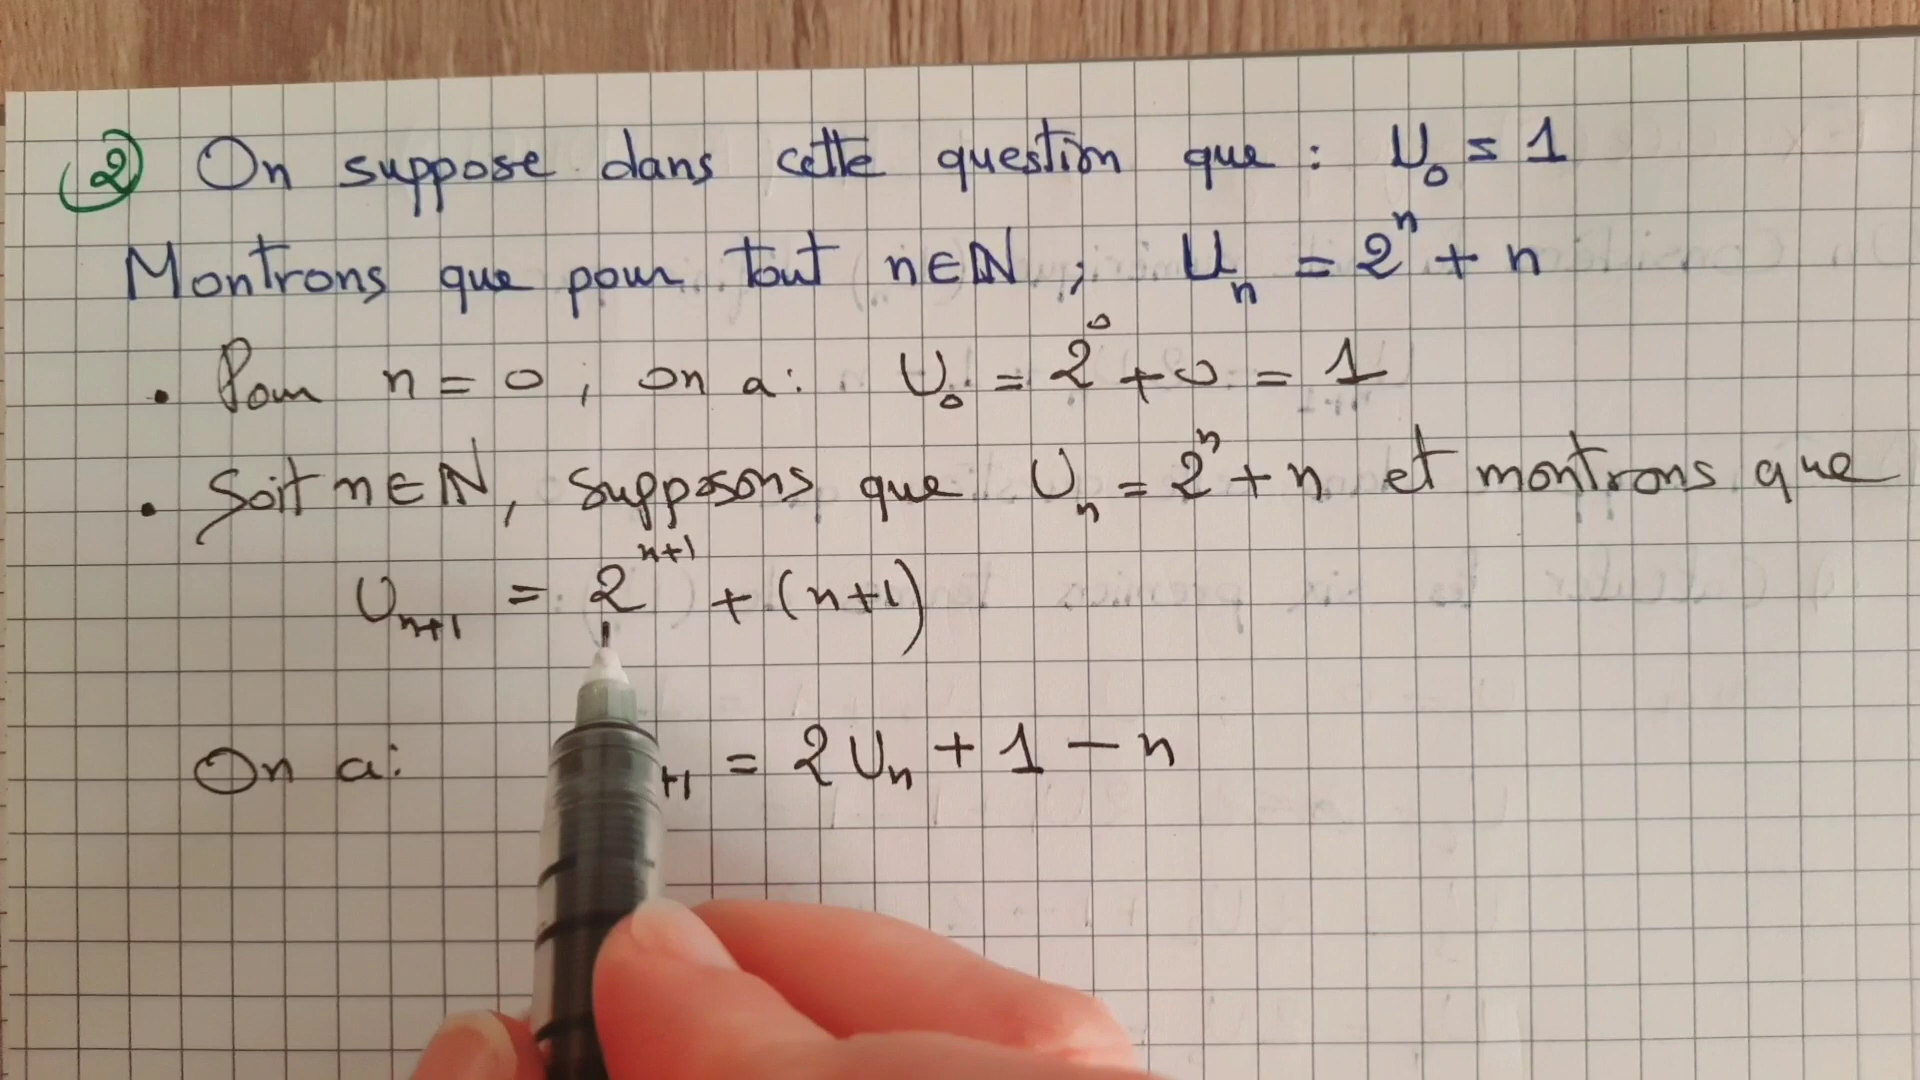 ② On suppose dans cette question que : U₀ = 1
Montrons que pour tout n∈ℕ ; Uₙ = 2ⁿ + n
• Pour n = 0 , on a : U₀ = 2⁰ + 0 = 1
• Soit n∈ℕ, supposons que Uₙ = 2ⁿ + n et montrons que
Uₙ₊₁ = 2ⁿ⁺¹ + (n+1)
On a : ₊₁ = 2Uₙ + 1 − n